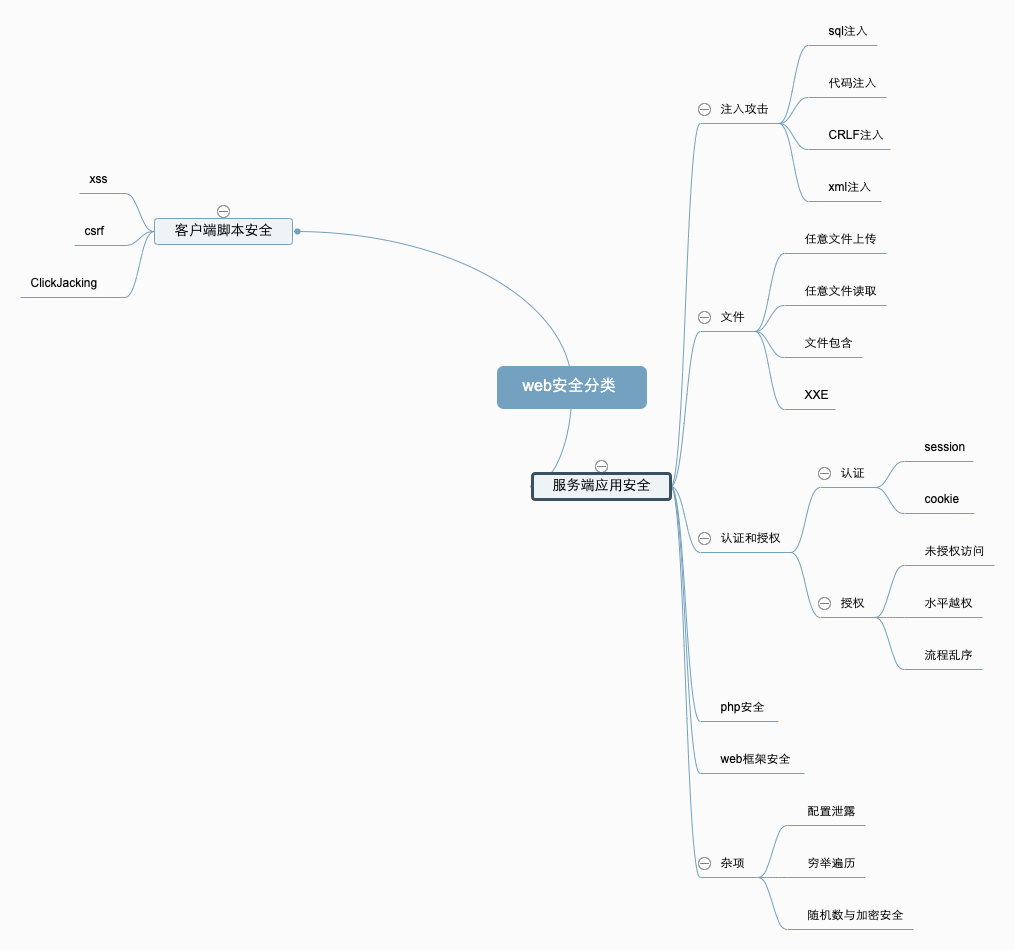 web安全分类
客户端脚本安全
xss
csrf
ClickJacking
服务端应用安全
注入攻击
sql注入
代码注入
CRLF注入
xml注入
文件
任意文件上传
任意文件读取
文件包含
XXE
认证和授权
认证
session
cookie
授权
未授权访问
水平越权
流程乱序
php安全
web框架安全
杂项
配置泄露
穷举遍历
随机数与加密安全